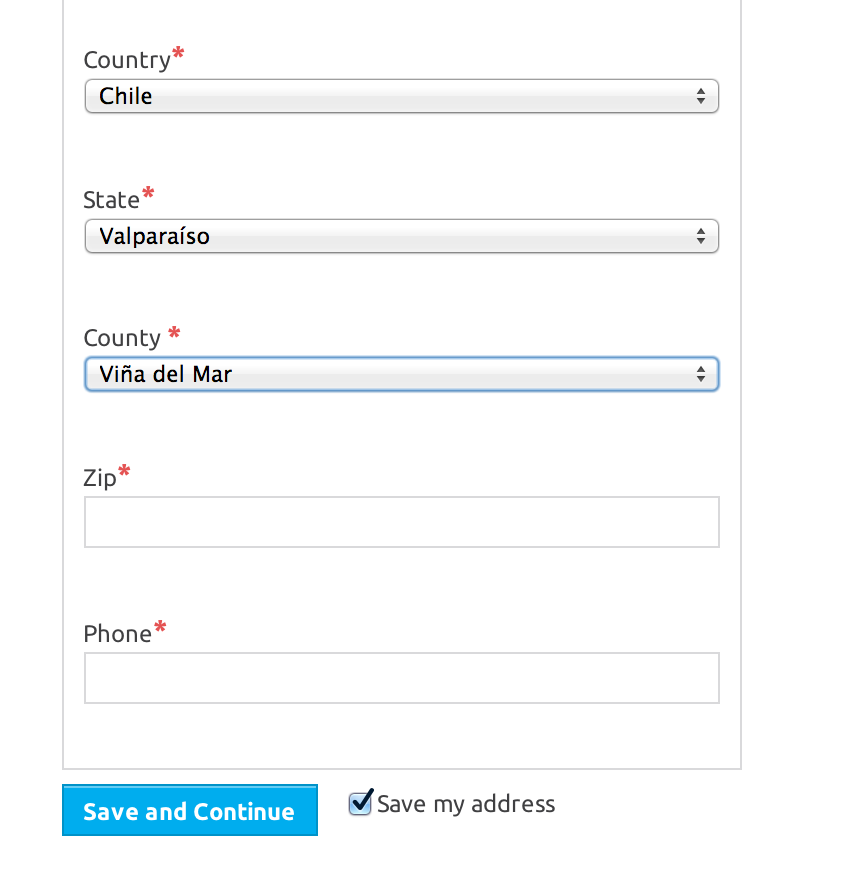 Country*
Chile
State*
Valparaíso
County *
Viña del Mar
Zip*
Phone*
Save and Continue
Save my address